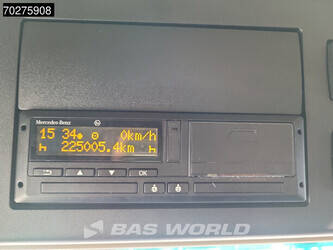 70275908
Mercedes-Benz
15 34 0km/h
225005.4km
OK
BAS WORLD